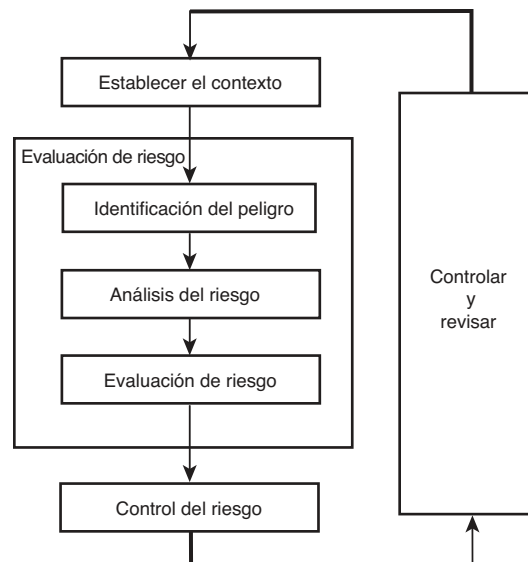 Establecer el contexto
Evaluación de riesgo
Identificación del peligro
Análisis del riesgo
Evaluación de riesgo
Control del riesgo
Controlar
y
revisar